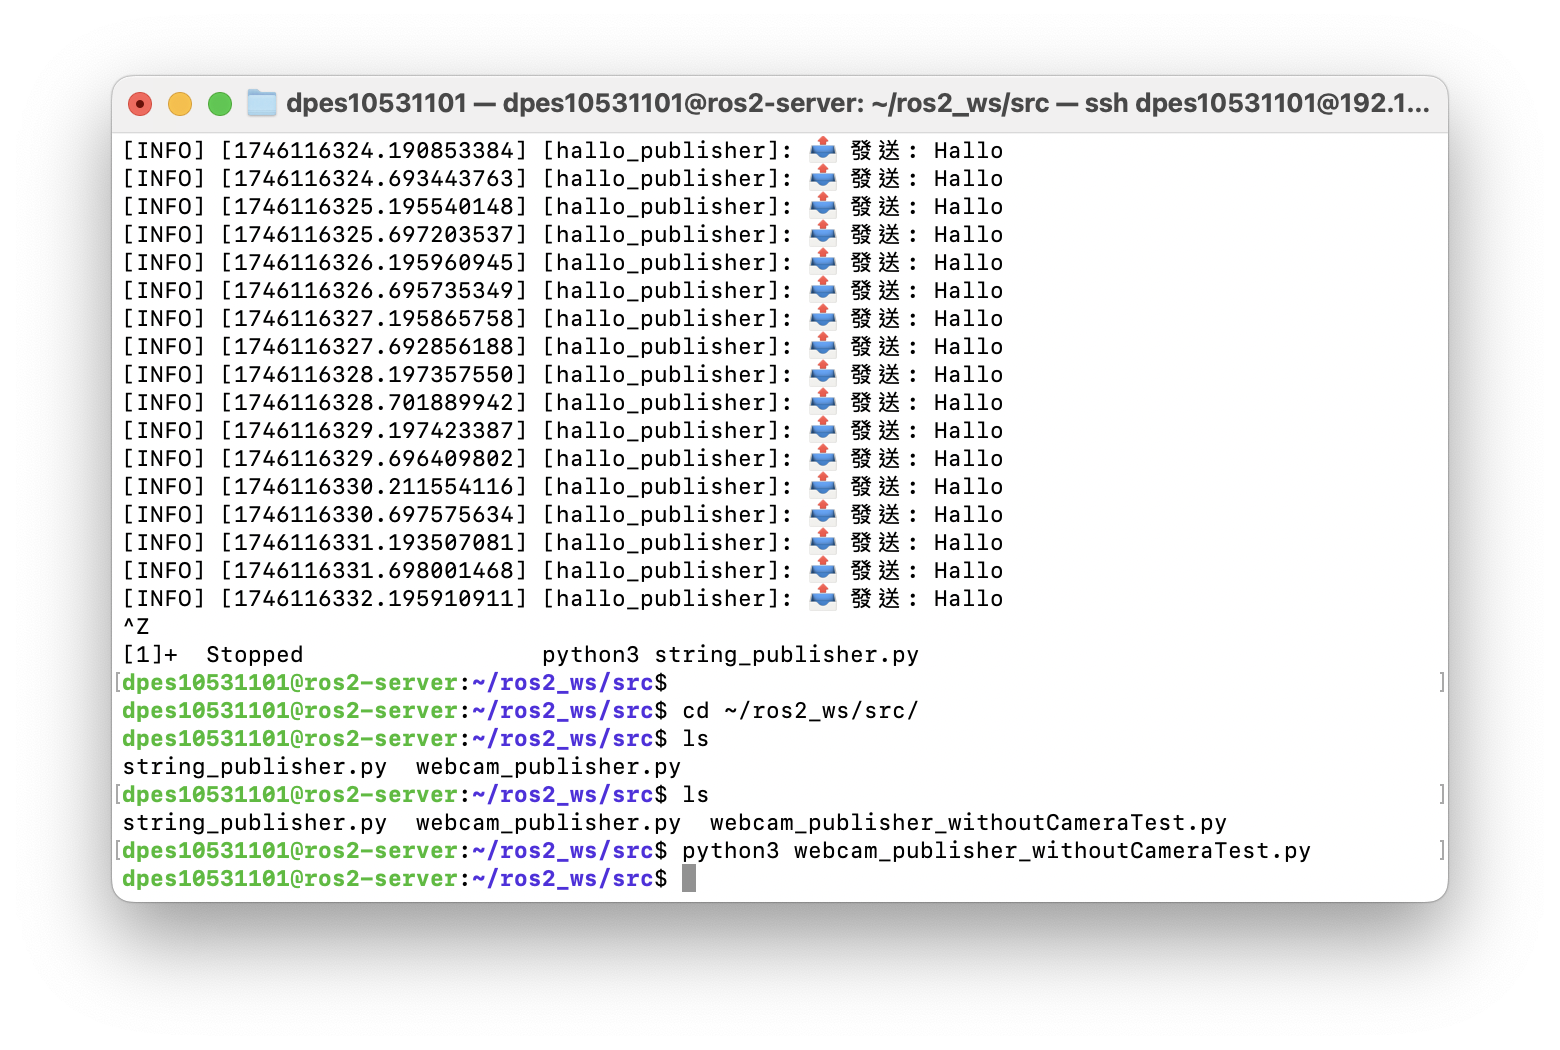 dpes10531101 — dpes10531101@ros2-server: ~/ros2_ws/src — ssh dpes10531101@192.1...
[INFO] [1746116324.190853384] [hallo_publisher]: 📤 發送: Hallo
[INFO] [1746116324.693443763] [hallo_publisher]: 📤 發送: Hallo
[INFO] [1746116325.195540148] [hallo_publisher]: 📤 發送: Hallo
[INFO] [1746116325.697203537] [hallo_publisher]: 📤 發送: Hallo
[INFO] [1746116326.195960945] [hallo_publisher]: 📤 發送: Hallo
[INFO] [1746116326.695735349] [hallo_publisher]: 📤 發送: Hallo
[INFO] [1746116327.195865758] [hallo_publisher]: 📤 發送: Hallo
[INFO] [1746116327.692856188] [hallo_publisher]: 📤 發送: Hallo
[INFO] [1746116328.197357550] [hallo_publisher]: 📤 發送: Hallo
[INFO] [1746116328.701889942] [hallo_publisher]: 📤 發送: Hallo
[INFO] [1746116329.197423387] [hallo_publisher]: 📤 發送: Hallo
[INFO] [1746116329.696409802] [hallo_publisher]: 📤 發送: Hallo
[INFO] [1746116330.211554116] [hallo_publisher]: 📤 發送: Hallo
[INFO] [1746116330.697575634] [hallo_publisher]: 📤 發送: Hallo
[INFO] [1746116331.193507081] [hallo_publisher]: 📤 發送: Hallo
[INFO] [1746116331.698001468] [hallo_publisher]: 📤 發送: Hallo
[INFO] [1746116332.195910911] [hallo_publisher]: 📤 發送: Hallo
^Z
[1]+  Stopped                 python3 string_publisher.py
[dpes10531101@ros2-server:~/ros2_ws/src$ ]
dpes10531101@ros2-server:~/ros2_ws/src$ cd ~/ros2_ws/src/
dpes10531101@ros2-server:~/ros2_ws/src$ ls
string_publisher.py  webcam_publisher.py
[dpes10531101@ros2-server:~/ros2_ws/src$ ls ]
string_publisher.py  webcam_publisher.py  webcam_publisher_withoutCameraTest.py
[dpes10531101@ros2-server:~/ros2_ws/src$ python3 webcam_publisher_withoutCameraTest.py ]
dpes10531101@ros2-server:~/ros2_ws/src$